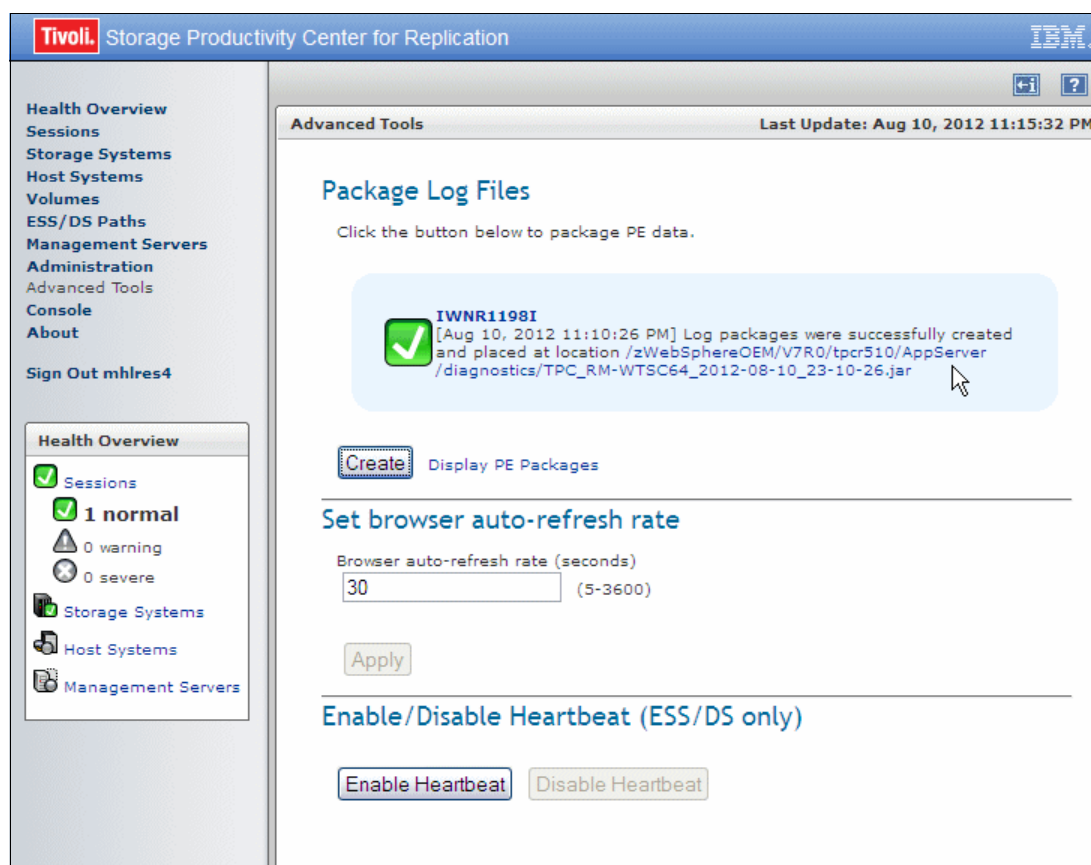 Tivoli. Storage Productivity Center for Replication
IBM.
Health Overview
Sessions
Storage Systems
Host Systems
Volumes
ESS/DS Paths
Management Servers
Administration
Advanced Tools
Console
About
Sign Out mhlres4
Health Overview
Sessions
1 normal
0 warning
0 severe
Storage Systems
Host Systems
Management Servers
i ?
Advanced Tools
Last Update: Aug 10, 2012 11:15:32 PM
Package Log Files
Click the button below to package PE data.
IWNR1198I
[Aug 10, 2012 11:10:26 PM] Log packages were successfully created
and placed at location /zWebSphereOEM/V7R0/tpcr510/AppServer
/diagnostics/TPC_RM-WTSC64_2012-08-10_23-10-26.jar
Create Display PE Packages
Set browser auto-refresh rate
Browser auto-refresh rate (seconds)
30 (5-3600)
Apply
Enable/Disable Heartbeat (ESS/DS only)
Enable Heartbeat Disable Heartbeat